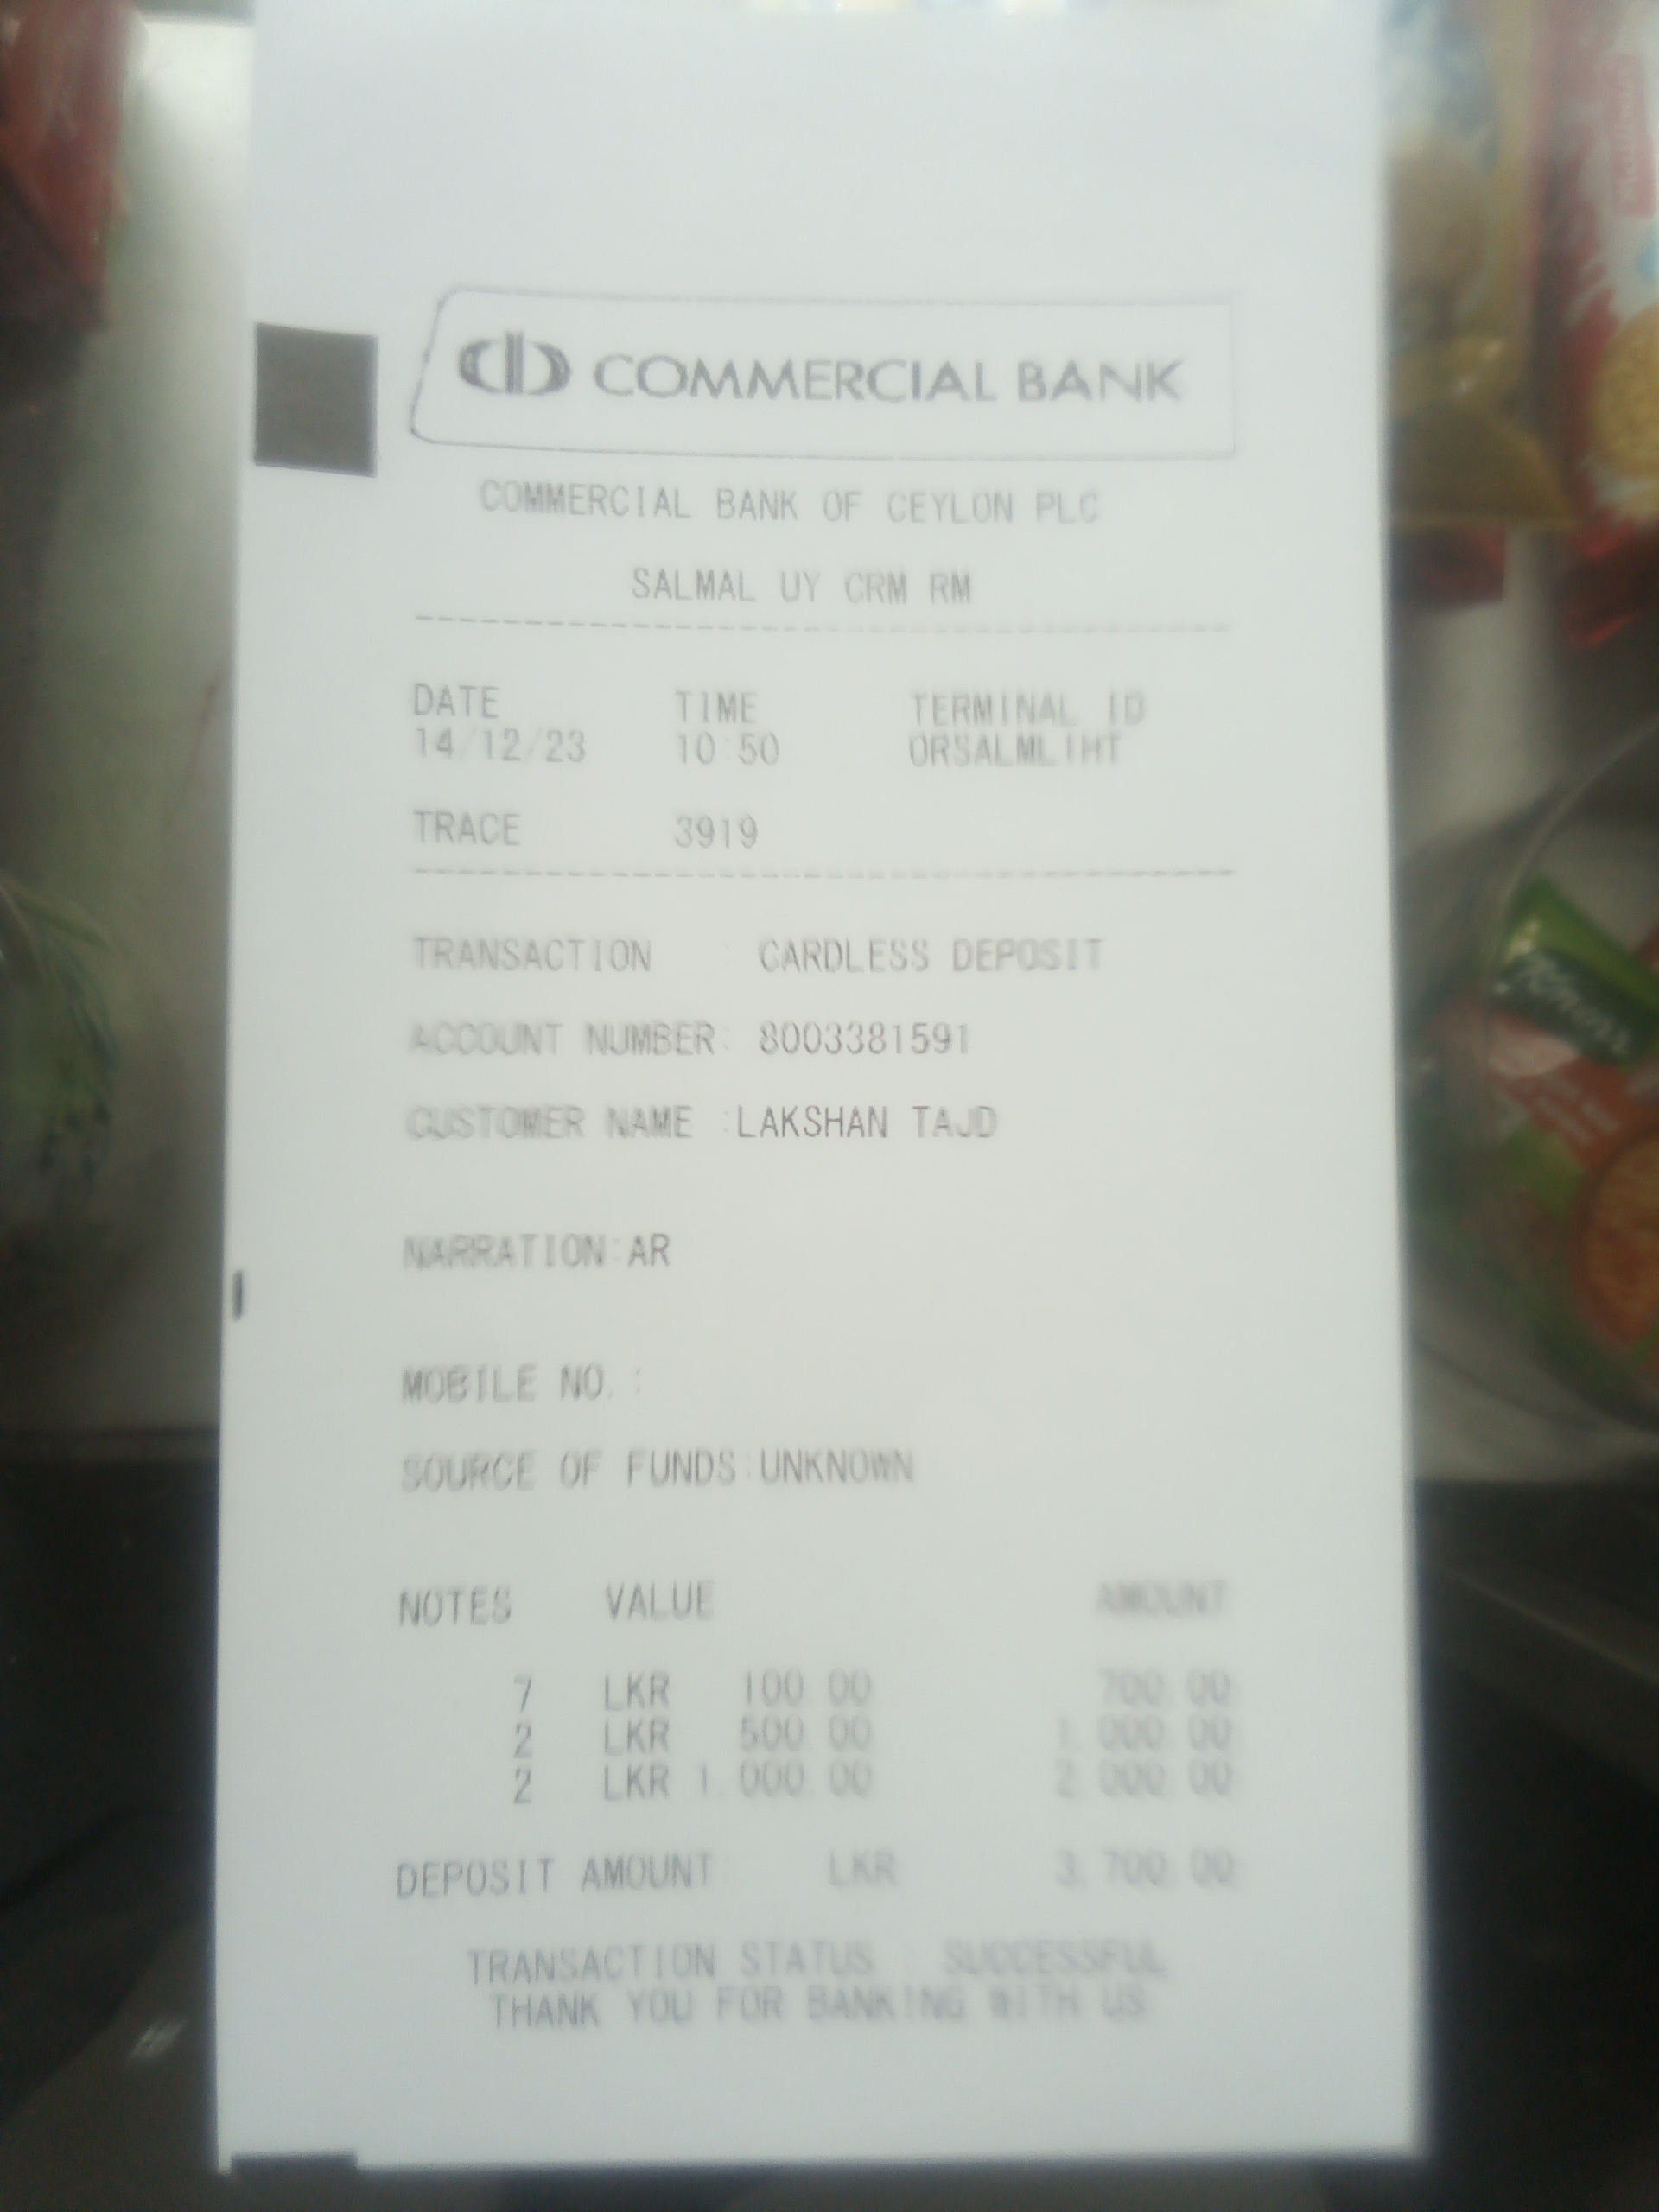 COMMERCIAL BANK
COMMERCIAL BANK OF CEYLON PLC
SALMAL UY CRM RM
DATE TIME TERMINAL ID
14/12/23 10:50 ORSALML1HT
TRACE 3919
TRANSACTION : CARDLESS DEPOSIT
ACCOUNT NUMBER: 8003381591
CUSTOMER NAME :LAKSHAN TAJD
NARRATION:AR
MOBILE NO. :
SOURCE OF FUNDS:UNKNOWN
NOTES VALUE AMOUNT
7 LKR 100.00 700.00
2 LKR 500.00 1,000.00
2 LKR 1,000.00 2,000.00
DEPOSIT AMOUNT: LKR 3,700.00
TRANSACTION STATUS : SUCCESSFUL
THANK YOU FOR BANKING WITH US
Knorr